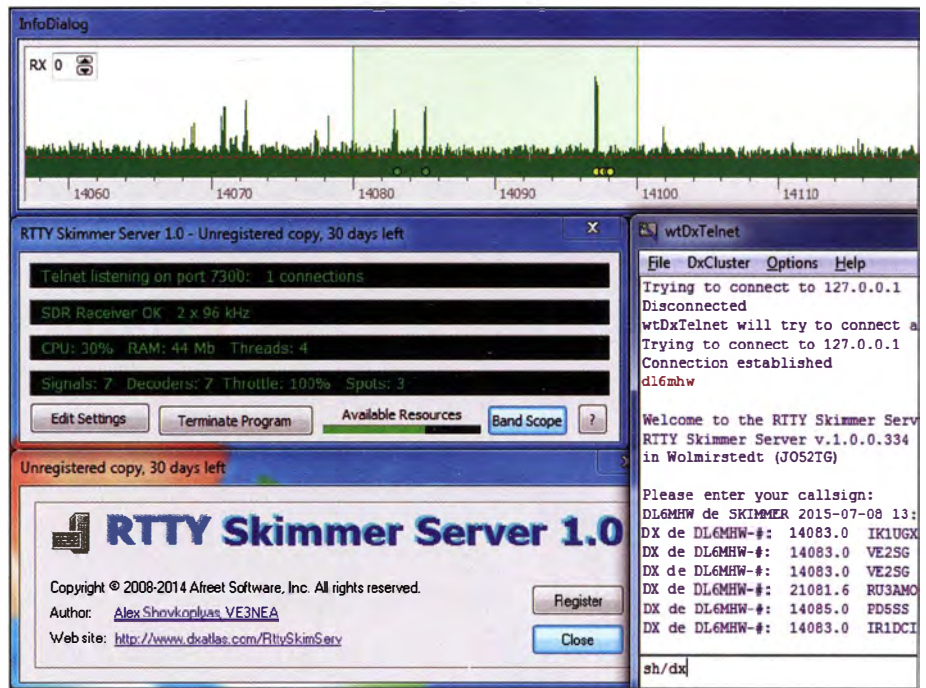 InfoDialog
RX 0
14060 14070 14080 14090 14100 14110
RTTY Skimmer Server 1.0 - Unregistered copy, 30 days left
X
Telnet listening on port 7300: 1 connections
SDR Receiver OK 2 x 96 kHz
CPU: 30% RAM: 44 Mb Threads: 4
Signals: 7 Decoders: 7 Throttle: 100% Spots: 3
Edit Settings
Terminate Program
Available Resources
Band Scope
?
Unregistered copy, 30 days left
RTTY Skimmer Server 1.0
Copyright © 2008-2014 Afreet Software, Inc. All rights reserved.
Author: Alex Shovkoplyas, VE3NEA
Web site: http://www.dxatlas.com/RttySkimServ
Register
Close
wtDxTelnet
File DxCluster Options Help
Trying to connect to 127.0.0.1
Disconnected
wtDxTelnet will try to connect a
Trying to connect to 127.0.0.1
Connection established
dl6mhw
Welcome to the RTTY Skimmer Serv
RTTY Skimmer Server v.1.0.0.334
in Wolmirstedt (JO52TG)
Please enter your callsign:
DL6MHW de SKIMMER 2015-07-08 13:
DX de DL6MHW-#: 14083.0 IK1UGX
DX de DL6MHW-#: 14083.0 VE2SG
DX de DL6MHW-#: 14083.0 VE2SG
DX de DL6MHW-#: 21081.6 RU3AMO
DX de DL6MHW-#: 14085.0 PD5SS
DX de DL6MHW-#: 14083.0 IR1DCI
sh/dx